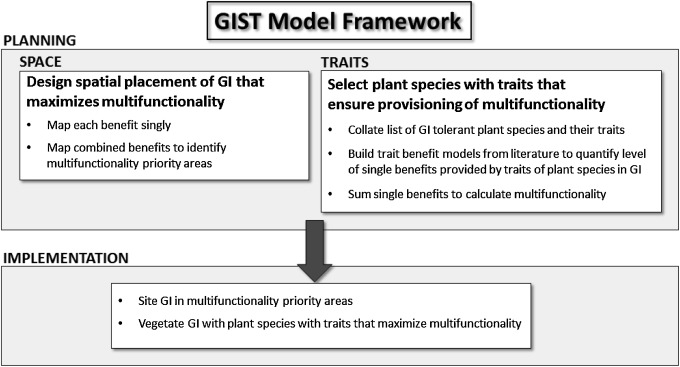 GIST Model Framework
PLANNING
SPACE
Design spatial placement of GI that
maximizes multifunctionality
• Map each benefit singly
• Map combined benefits to identify
multifunctionality priority areas
TRAITS
Select plant species with traits that
ensure provisioning of multifunctionality
• Collate list of GI tolerant plant species and their traits
• Build trait benefit models from literature to quantify level
of single benefits provided by traits of plant species in GI
• Sum single benefits to calculate multifunctionality
IMPLEMENTATION
• Site GI in multifunctionality priority areas
• Vegetate GI with plant species with traits that maximize multifunctionality